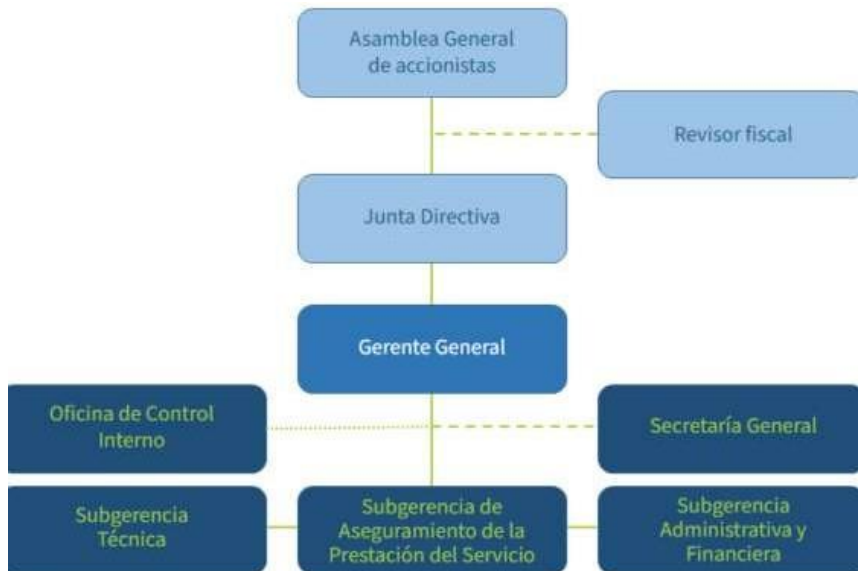 Asamblea General
de accionistas
Revisor fiscal
Junta Directiva
Gerente General
Oficina de Control
Interno
Secretaría General
Subgerencia
Técnica
Subgerencia de
Aseguramiento de la
Prestación del Servicio
Subgerencia
Administrativa y
Financiera